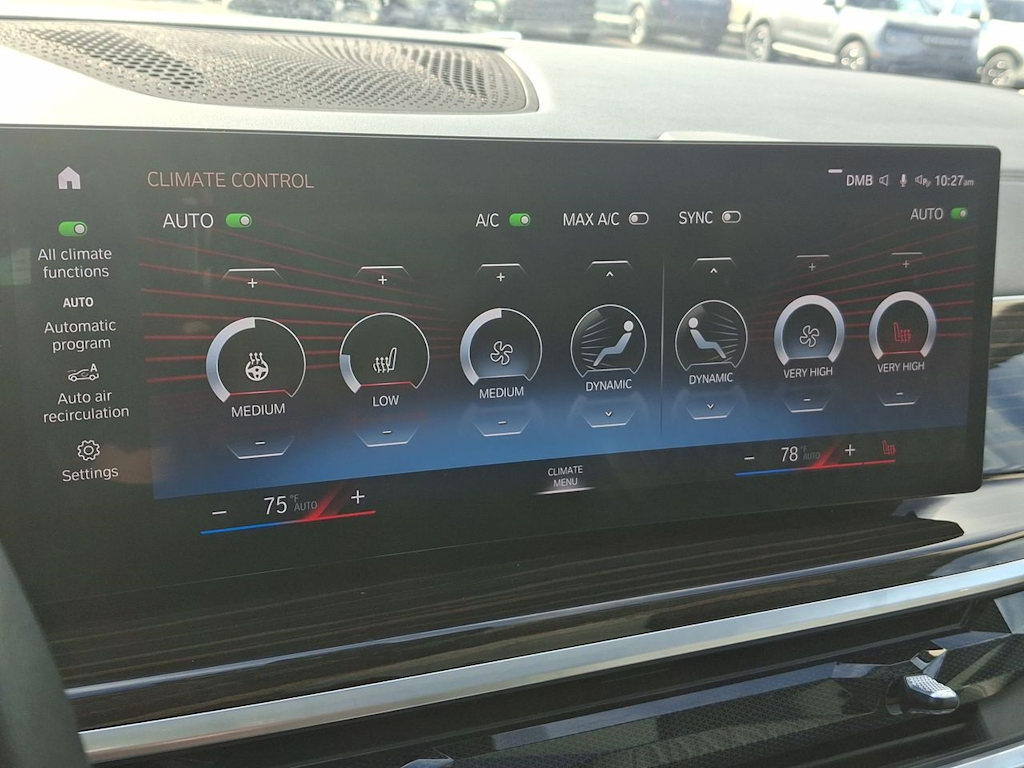 CLIMATE CONTROL
DMB 10:27am
AUTO A/C MAX A/C SYNC AUTO
All climate
functions
AUTO
Automatic
program
A
Auto air
recirculation
Settings
+ + + + +
MEDIUM LOW MEDIUM DYNAMIC DYNAMIC VERY HIGH VERY HIGH
− − − − −
− 75 °F AUTO +
CLIMATE
MENU
− 78 °F AUTO +